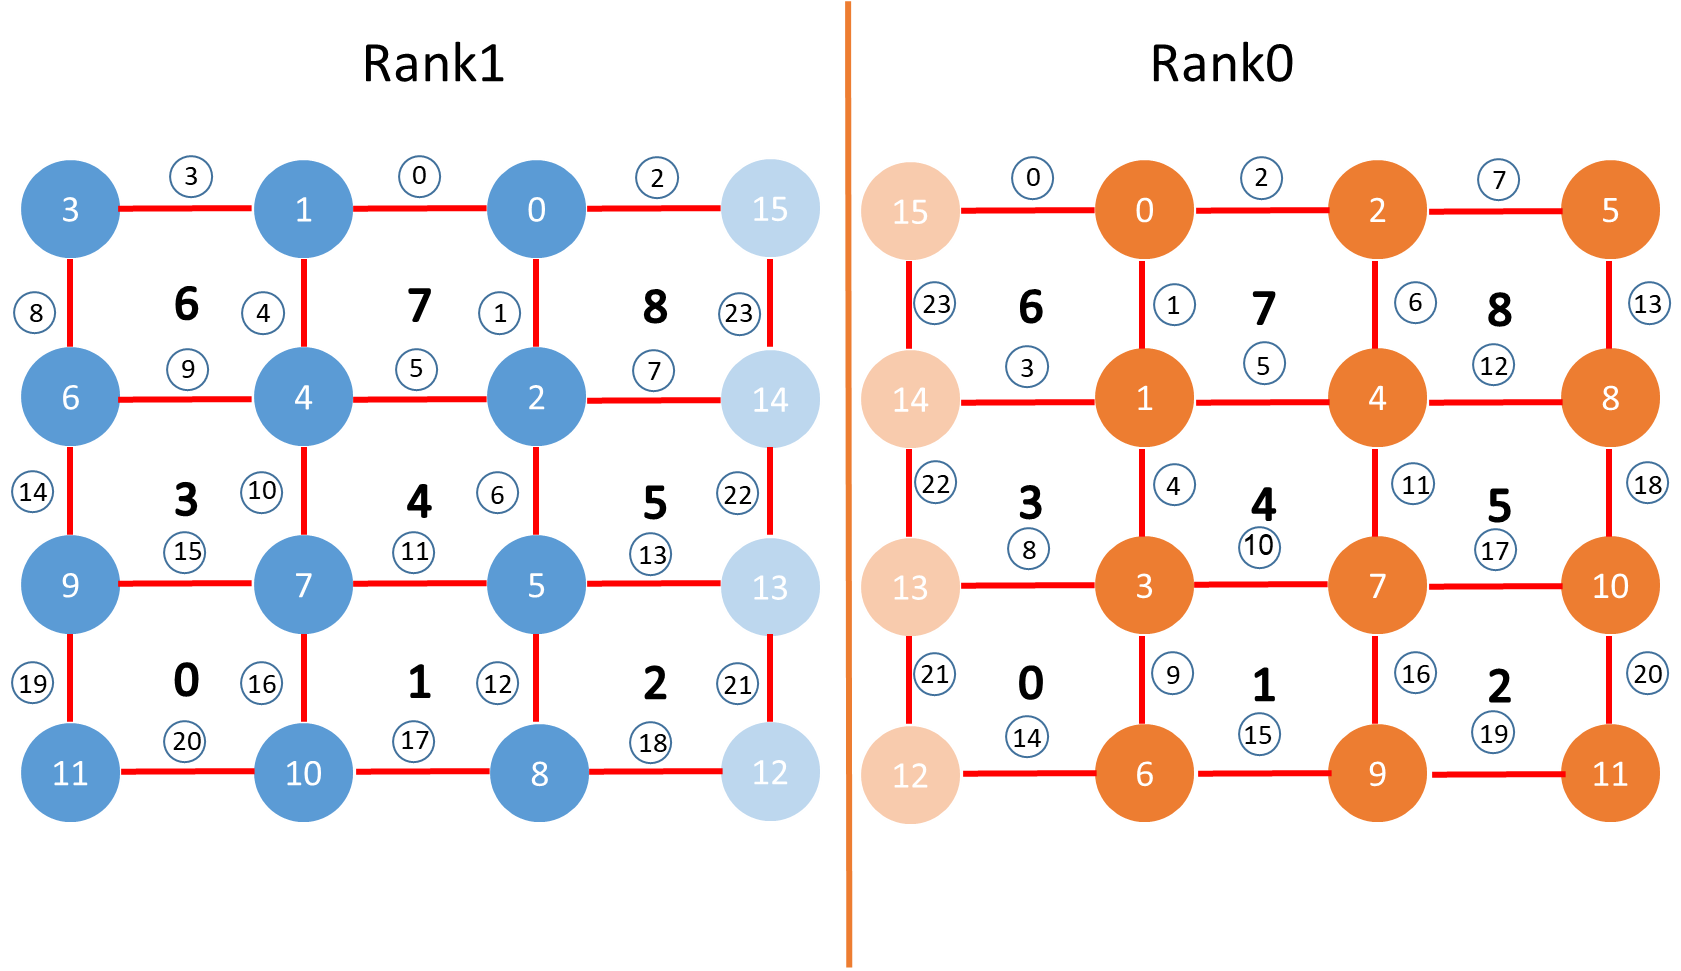 Rank1 Rank0
3 0 2 0 2 7
3 1 0 15 15 0 2 5
8 6 4 7 1 8 23 23 6 1 7 6 8 13
9 5 7 3 5 12
6 4 2 14 14 1 4 8
14 3 10 4 6 5 22 22 3 4 4 11 5 18
15 11 13 8 10 17
9 7 5 13 13 3 7 10
19 0 16 1 12 2 21 21 0 9 1 16 2 20
20 17 18 14 15 19
11 10 8 12 12 6 9 11